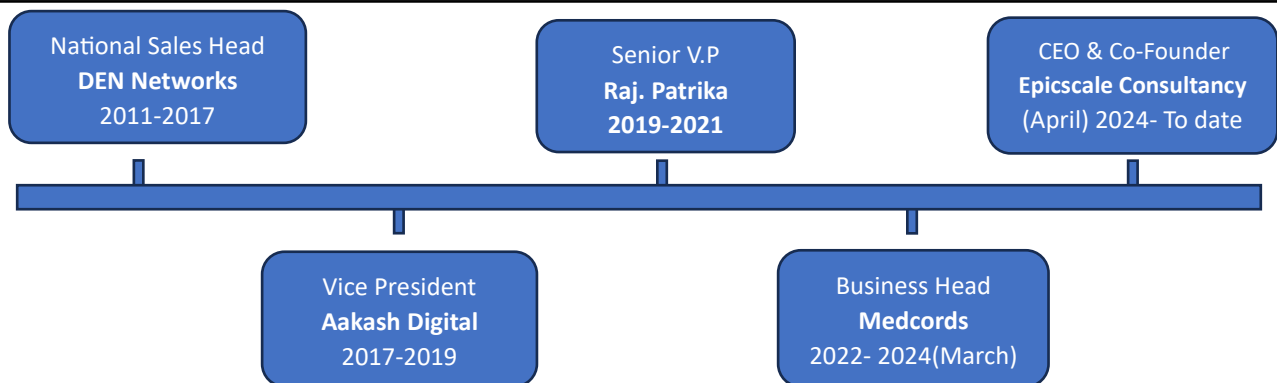 National Sales Head
DEN Networks
2011-2017
Senior V.P
Raj. Patrika
2019-2021
CEO & Co-Founder
Epicscale Consultancy
(April) 2024- To date
Vice President
Aakash Digital
2017-2019
Business Head
Medcords
2022- 2024(March)